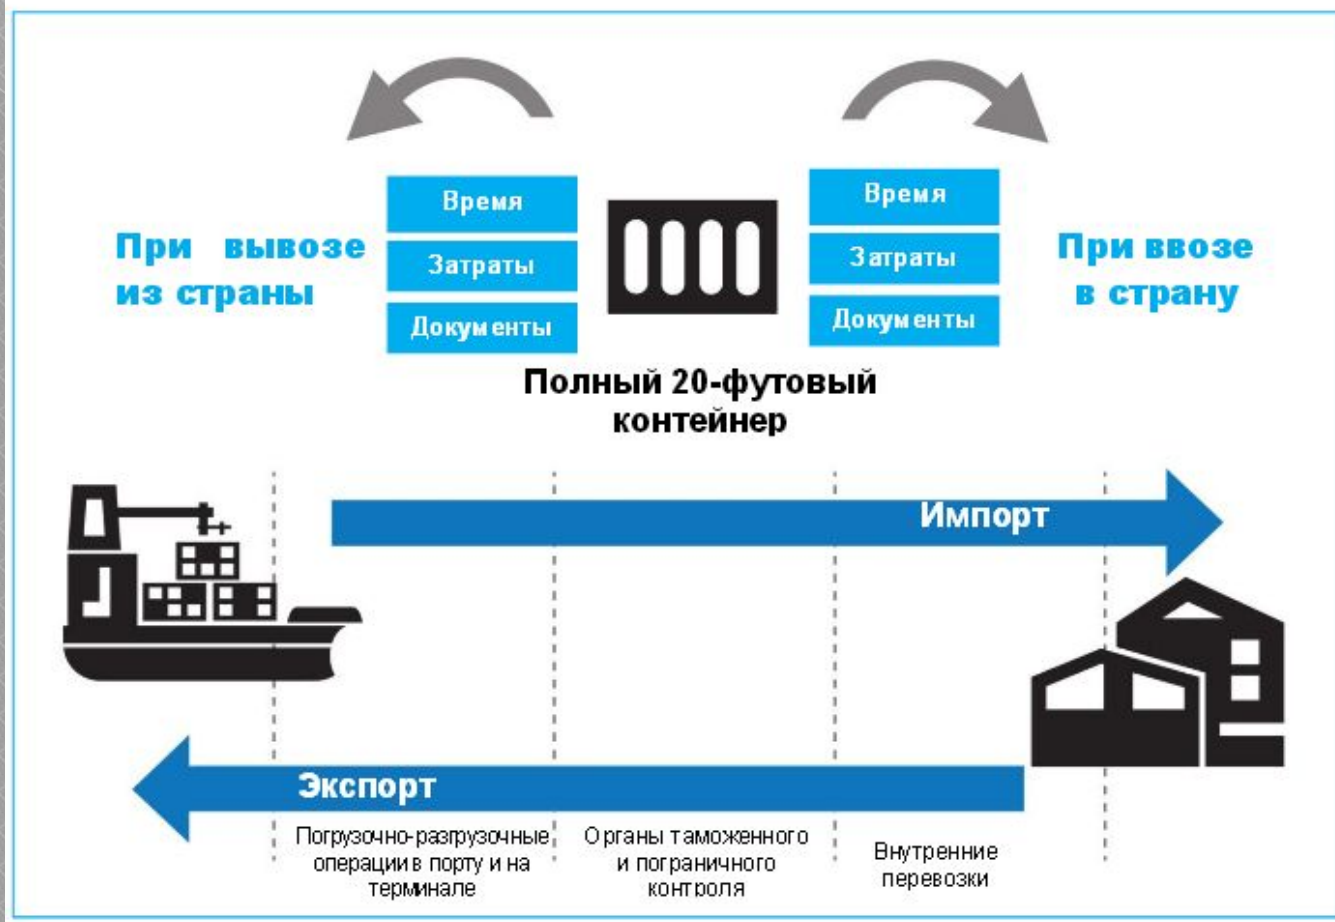 При вывозе
из страны
Время
Затраты
Документы
Время
Затраты
Документы
При ввозе
в страну
Полный 20-футовый
контейнер
Импорт
Экспорт
Погрузочно-разгрузочные
операции в порту и на
терминале
Органы таможенного
и пограничного
контроля
Внутренние
перевозки